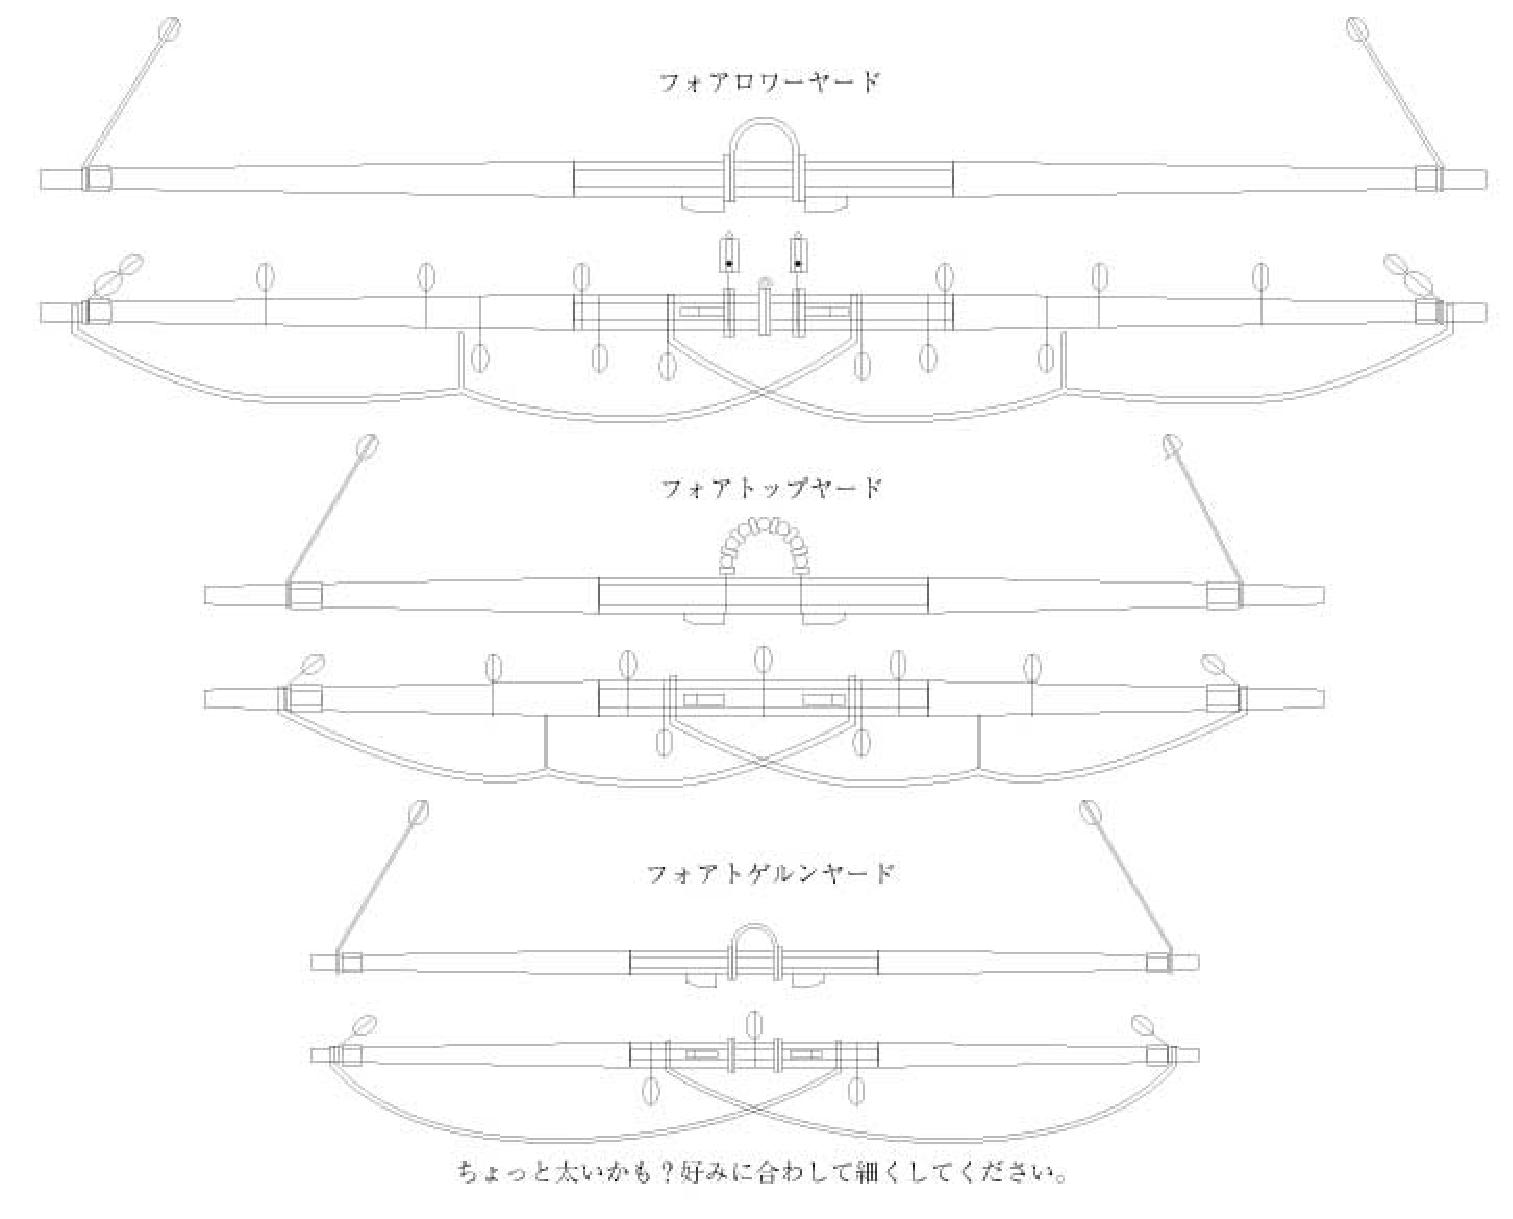 フォアロワーヤード
フォアトップヤード
フォアトゲルンヤード
ちょっと太いかも？好みに合わして細くしてください。